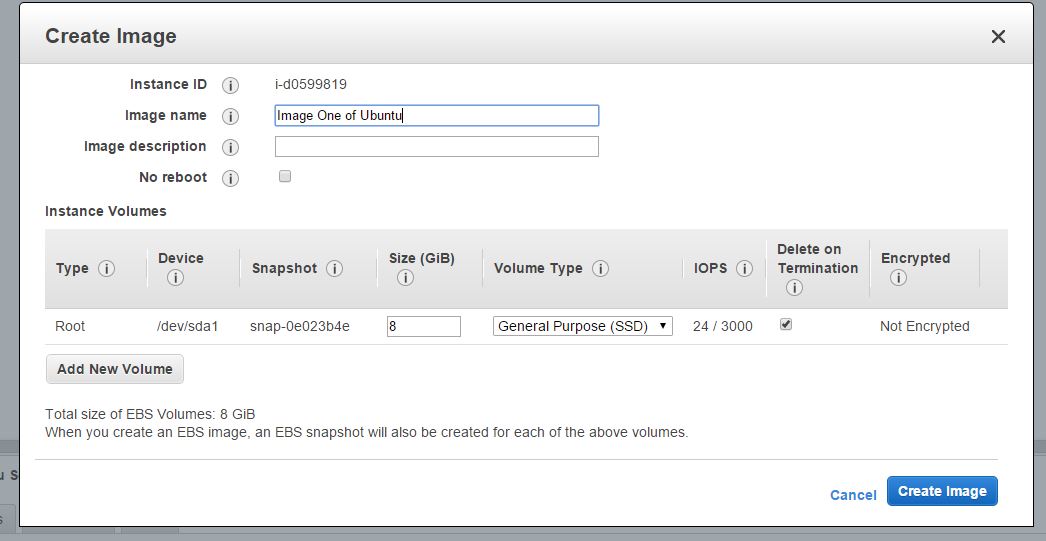 Create Image
Instance ID i-d0599819
Image name Image One of Ubuntu
Image description
No reboot
Instance Volumes
Type Device Snapshot Size (GiB) Volume Type IOPS Delete on Termination Encrypted
Root /dev/sda1 snap-0e023b4e 8 General Purpose (SSD) 24 / 3000 Not Encrypted
Add New Volume
Total size of EBS Volumes: 8 GiB
When you create an EBS image, an EBS snapshot will also be created for each of the above volumes.
Cancel Create Image